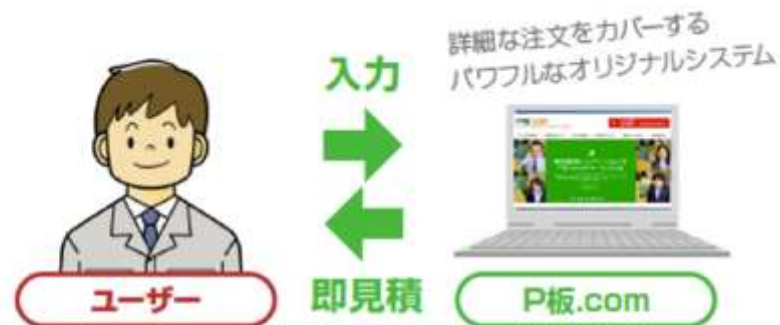 詳細な注文をカバーする
パワフルなオリジナルシステム
入力
即見積
ユーザー
P板.com